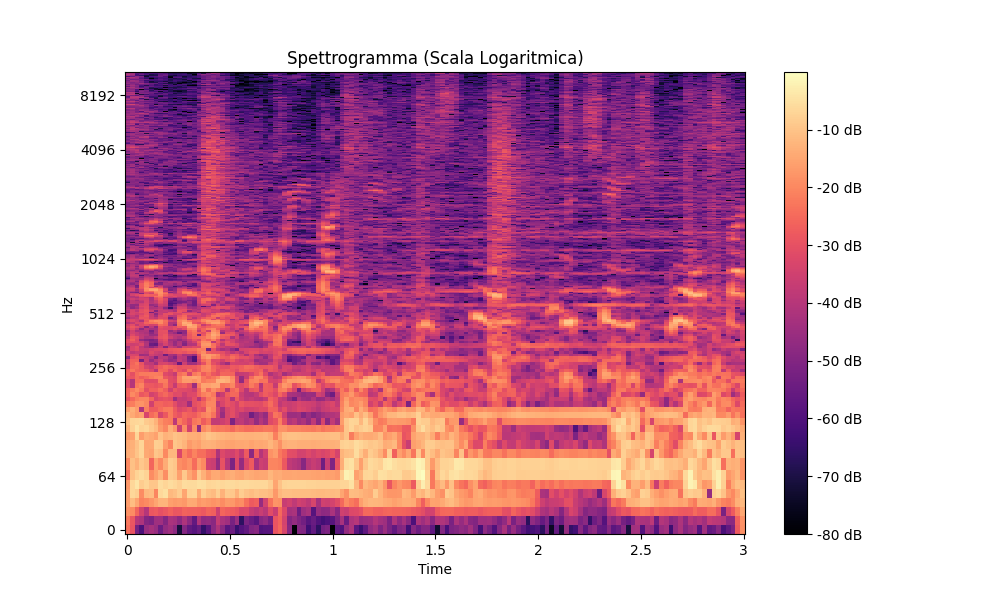 Spettrogramma (Scala Logaritmica)
Hz
8192
4096
2048
1024
512
256
128
64
0
0 0.5 1 1.5 2 2.5 3
Time
-10 dB
-20 dB
-30 dB
-40 dB
-50 dB
-60 dB
-70 dB
-80 dB